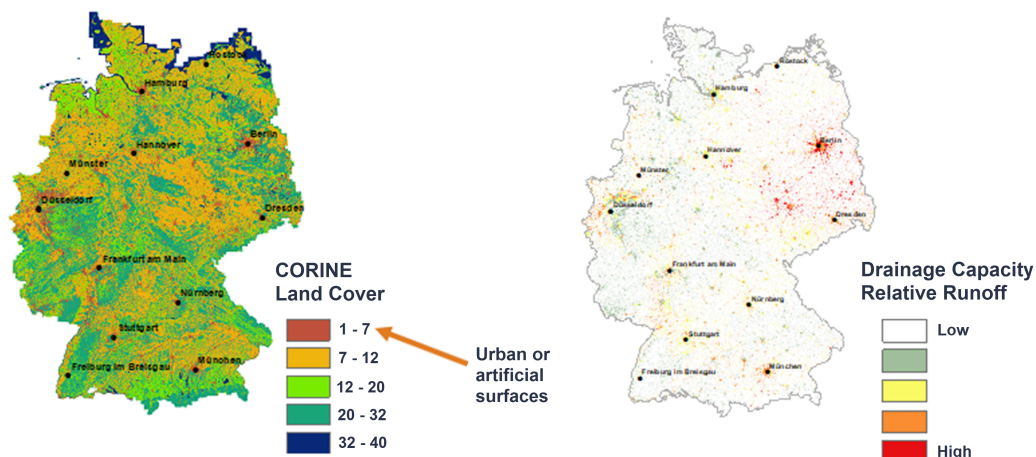 Rostock
Hamburg
Berlin
Hannover
Münster
Düsseldorf
Dresden
Frankfurt am Main
Nürnberg
Stuttgart
München
Freiburg im Breisgau
CORINE
Land Cover
1 - 7
7 - 12
12 - 20
20 - 32
32 - 40
Urban or
artificial
surfaces
Rostock
Hamburg
Berlin
Hannover
Münster
Düsseldorf
Dresden
Frankfurt am Main
Nürnberg
Stuttgart
München
Freiburg im Breisgau
Drainage Capacity
Relative Runoff
Low
High